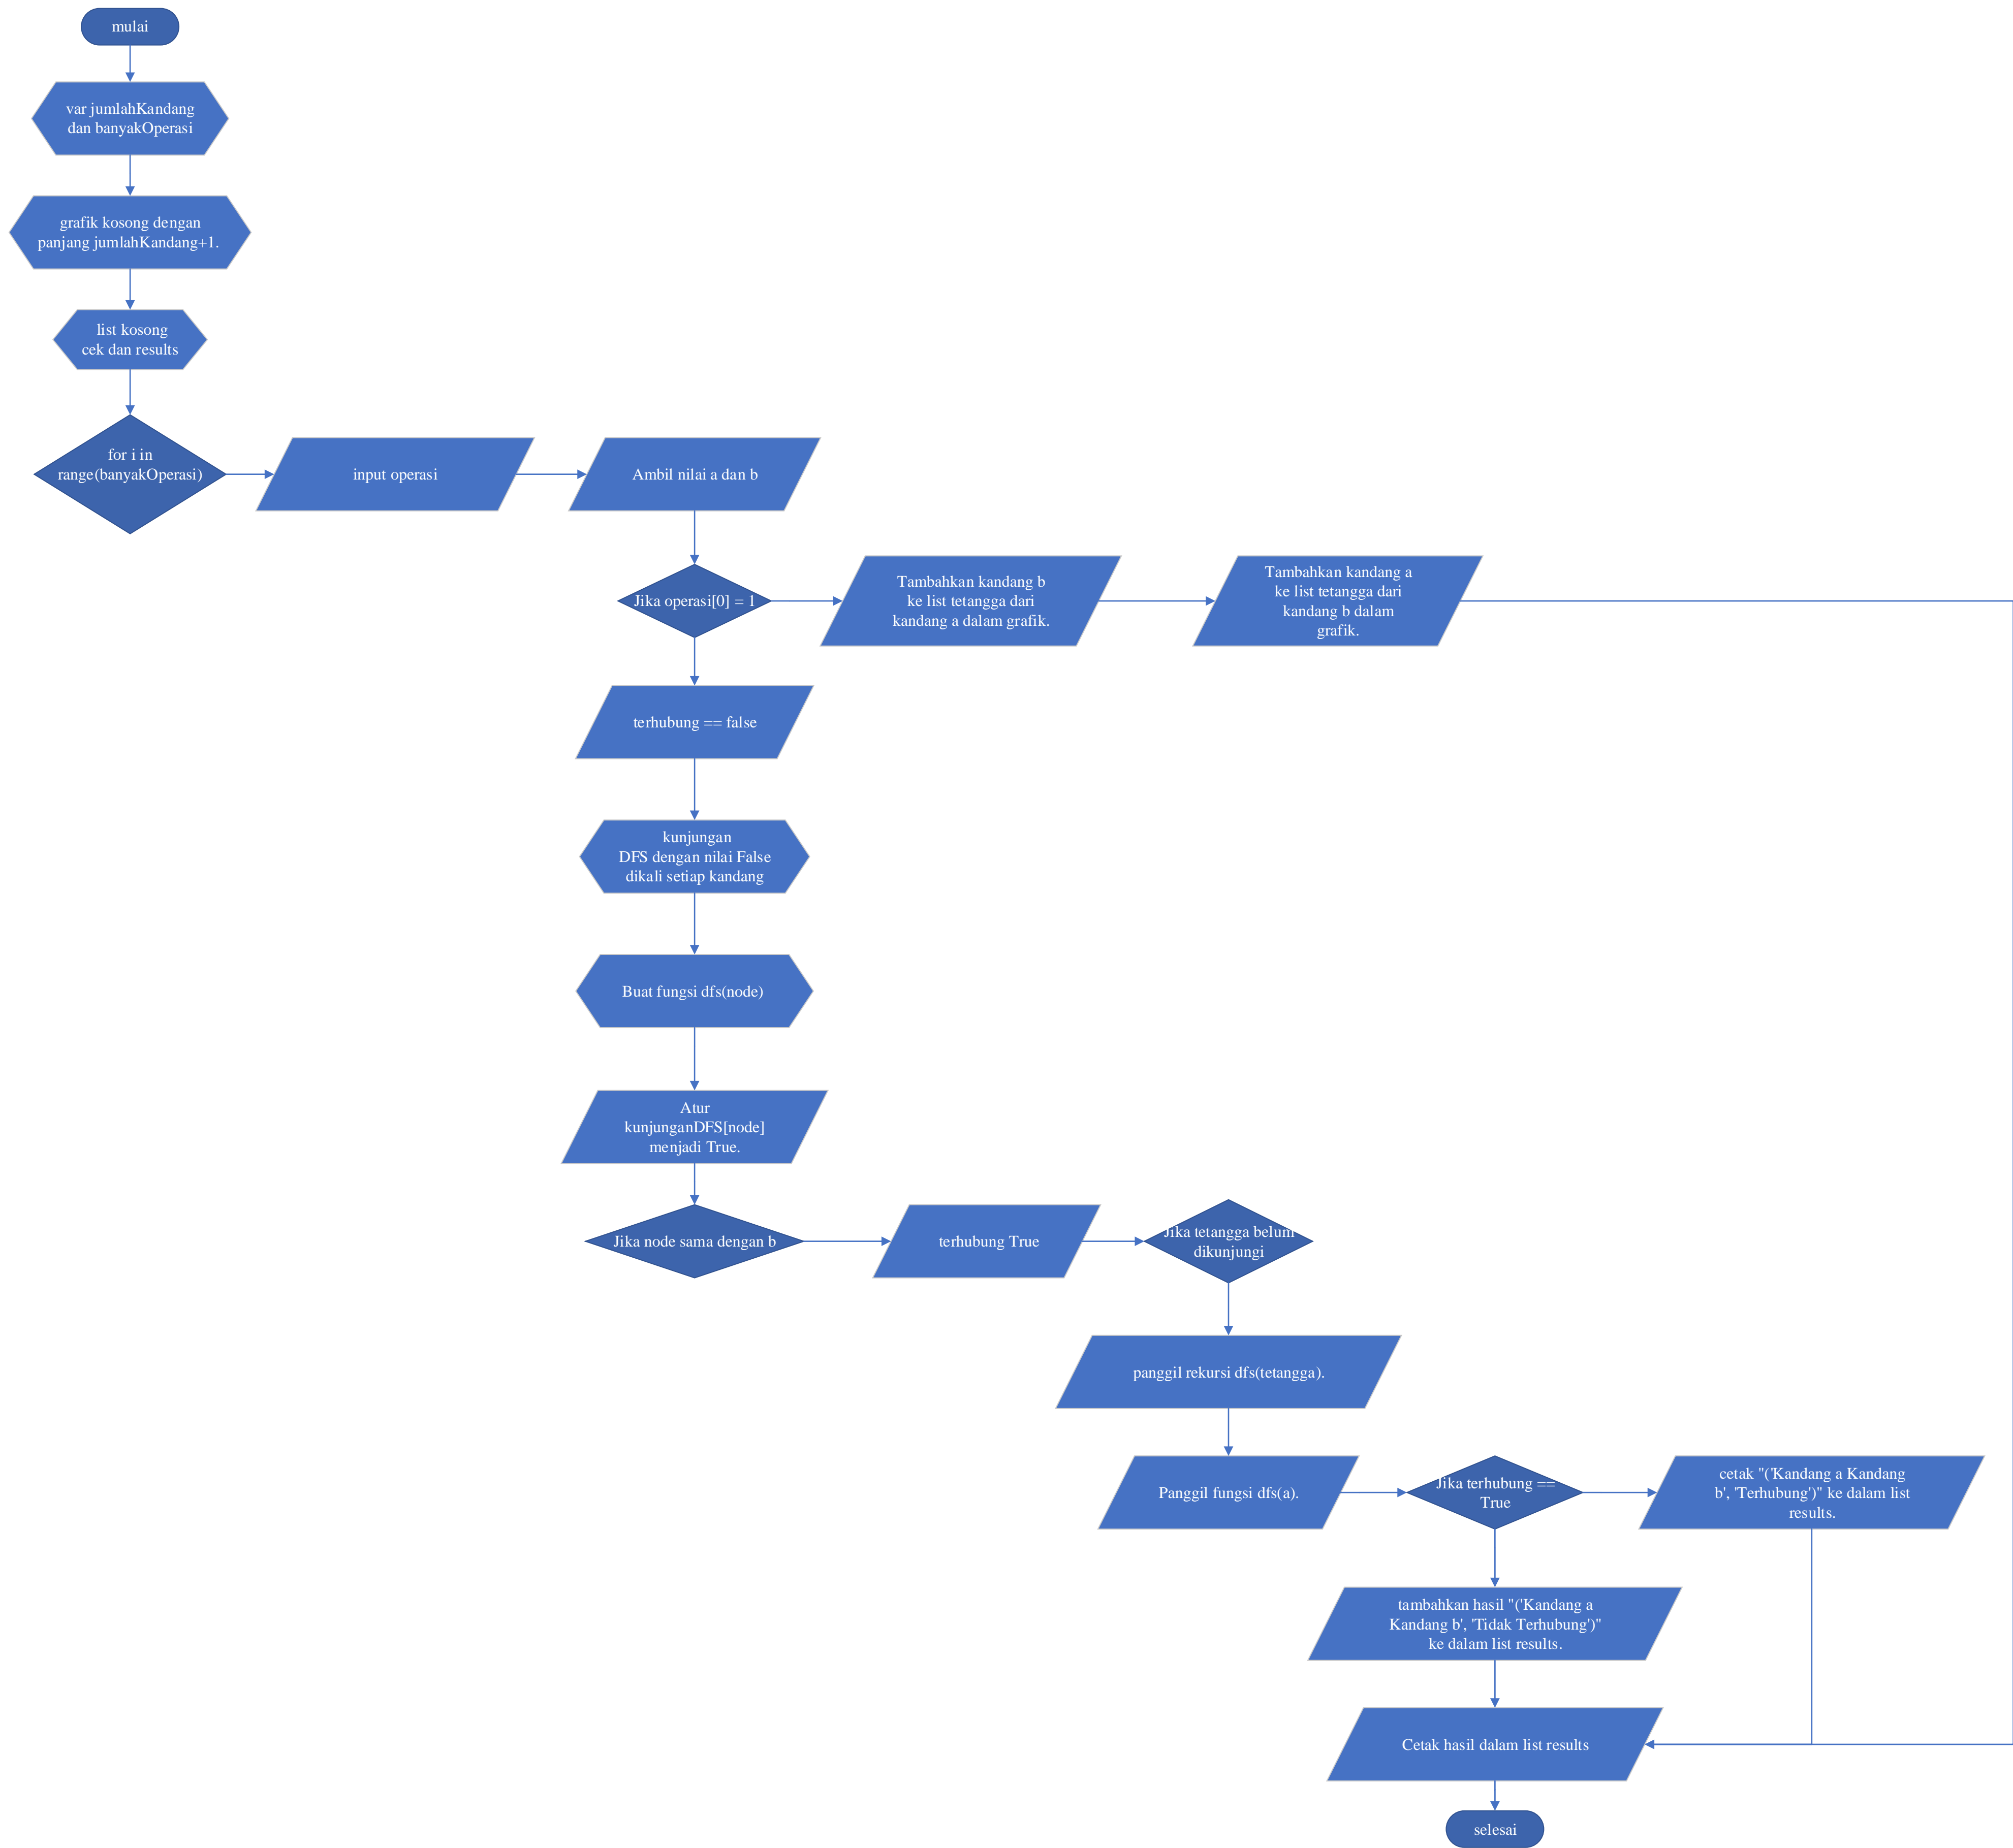 mulai
var jumlahKandang
dan banyakOperasi
grafik kosong dengan
panjang jumlahKandang+1.
list kosong
cek dan results
for i in
range(banyakOperasi)
input operasi
Ambil nilai a dan b
Jika operasi[0] = 1
Tambahkan kandang b
ke list tetangga dari
kandang a dalam grafik.
Tambahkan kandang a
ke list tetangga dari
kandang b dalam
grafik.
terhubung == false
kunjungan
DFS dengan nilai False
dikali setiap kandang
Buat fungsi dfs(node)
Atur
kunjunganDFS[node]
menjadi True.
Jika node sama dengan b
terhubung True
Jika tetangga belum
dikunjungi
panggil rekursi dfs(tetangga).
Panggil fungsi dfs(a).
Jika terhubung ==
True
cetak "('Kandang a Kandang
b', 'Terhubung')" ke dalam list
results.
tambahkan hasil "('Kandang a
Kandang b', 'Tidak Terhubung')"
ke dalam list results.
Cetak hasil dalam list results
selesai